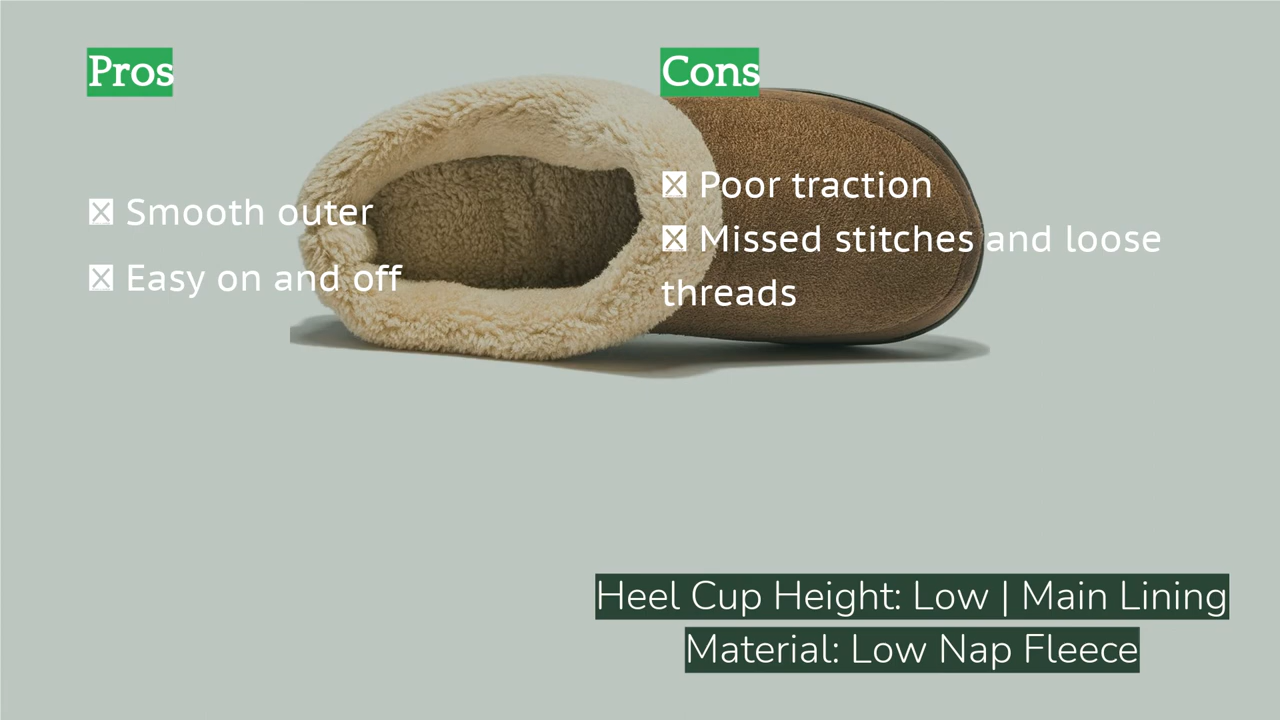 Pros
☒ Smooth outer
☒ Easy on and off
Cons
☒ Poor traction
☒ Missed stitches and loose
threads
Heel Cup Height: Low | Main Lining
Material: Low Nap Fleece